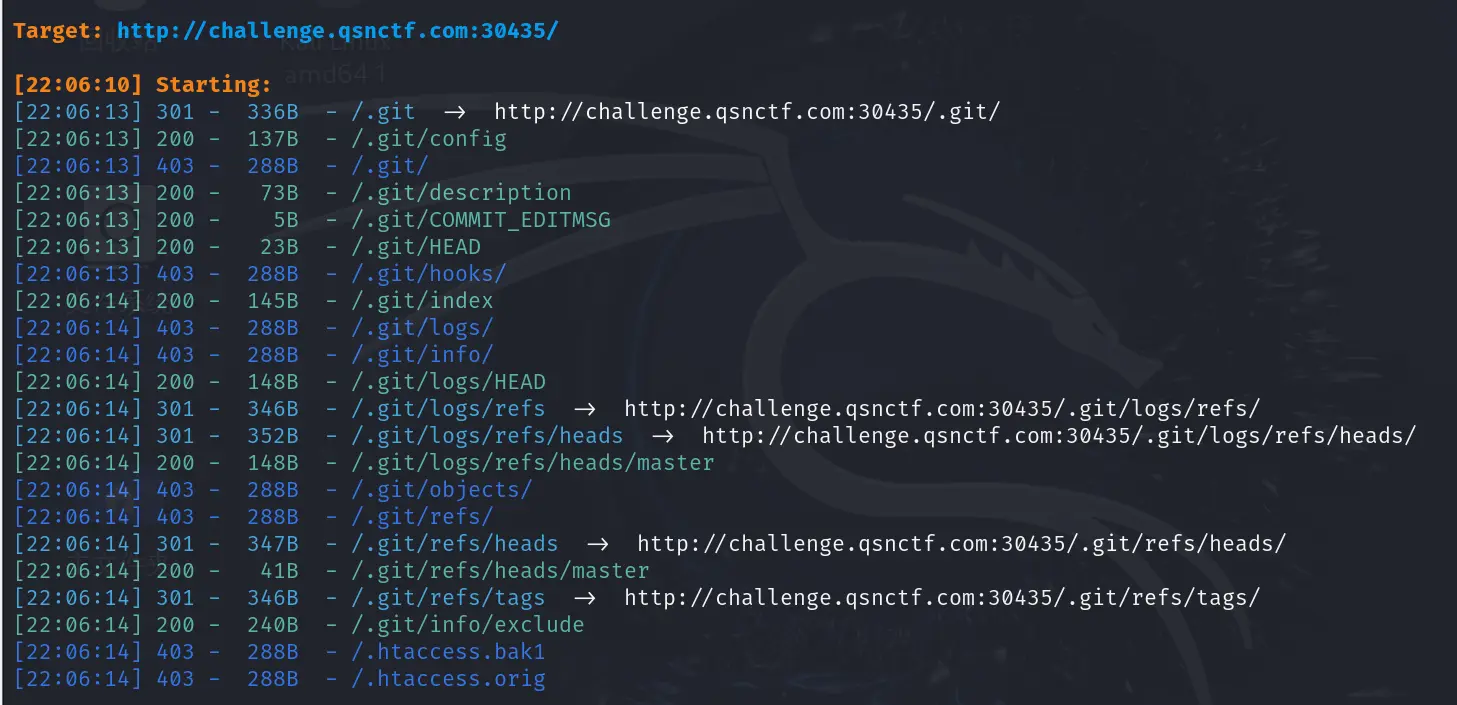 Target: http://challenge.qsnctf.com:30435/
[22:06:10] Starting:
[22:06:13] 301 -  336B  - /.git  →  http://challenge.qsnctf.com:30435/.git/
[22:06:13] 200 -  137B  - /.git/config
[22:06:13] 403 -  288B  - /.git/
[22:06:13] 200 -   73B  - /.git/description
[22:06:13] 200 -    5B  - /.git/COMMIT_EDITMSG
[22:06:13] 200 -   23B  - /.git/HEAD
[22:06:13] 403 -  288B  - /.git/hooks/
[22:06:14] 200 -  145B  - /.git/index
[22:06:14] 403 -  288B  - /.git/logs/
[22:06:14] 403 -  288B  - /.git/info/
[22:06:14] 200 -  148B  - /.git/logs/HEAD
[22:06:14] 301 -  346B  - /.git/logs/refs  →  http://challenge.qsnctf.com:30435/.git/logs/refs/
[22:06:14] 301 -  352B  - /.git/logs/refs/heads  →  http://challenge.qsnctf.com:30435/.git/logs/refs/heads/
[22:06:14] 200 -  148B  - /.git/logs/refs/heads/master
[22:06:14] 403 -  288B  - /.git/objects/
[22:06:14] 403 -  288B  - /.git/refs/
[22:06:14] 301 -  347B  - /.git/refs/heads  →  http://challenge.qsnctf.com:30435/.git/refs/heads/
[22:06:14] 200 -   41B  - /.git/refs/heads/master
[22:06:14] 301 -  346B  - /.git/refs/tags  →  http://challenge.qsnctf.com:30435/.git/refs/tags/
[22:06:14] 200 -  240B  - /.git/info/exclude
[22:06:14] 403 -  288B  - /.htaccess.bak1
[22:06:14] 403 -  288B  - /.htaccess.orig
Kali Linux
amd64 1